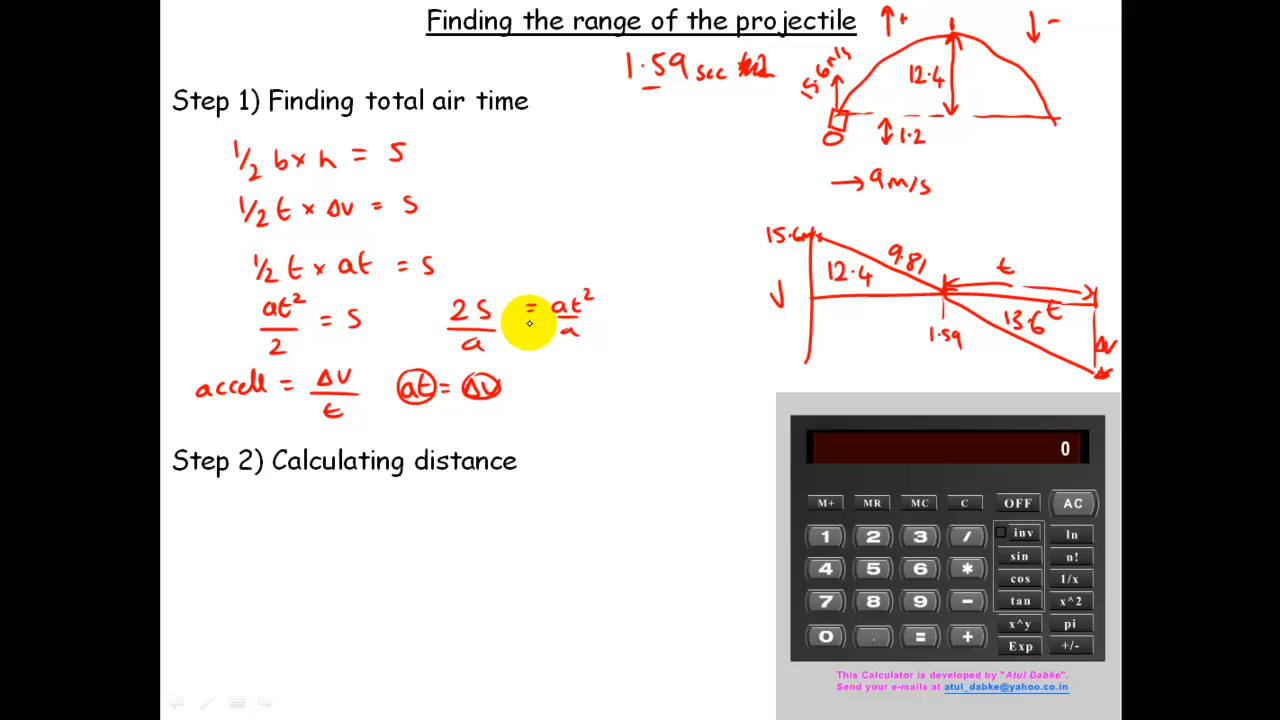 Finding the range of the projectile
1.59 sec
Step 1) Finding total air time
1/2 b x h = S
1/2 t x Δv = S
1/2 t x at = S
at² / 2 = S
2S / a = at² / a
accell = Δv / t
at = Δv
Step 2) Calculating distance
+
-
15.6m/s
12.4
1.2
→ 9m/s
15.6m/s
V
12.4
9.81
t
1.59
13.6
t
Δv
0
M+ MR MC C OFF AC
1 2 3 / inv ln
4 5 6 * sin n!
cos 1/x
7 8 9 - tan x^2
0 . = + x^y pi
Exp +/-
This Calculator is developed by "Atul Dabke".
Send your e-mails at atul_dabke@yahoo.co.in